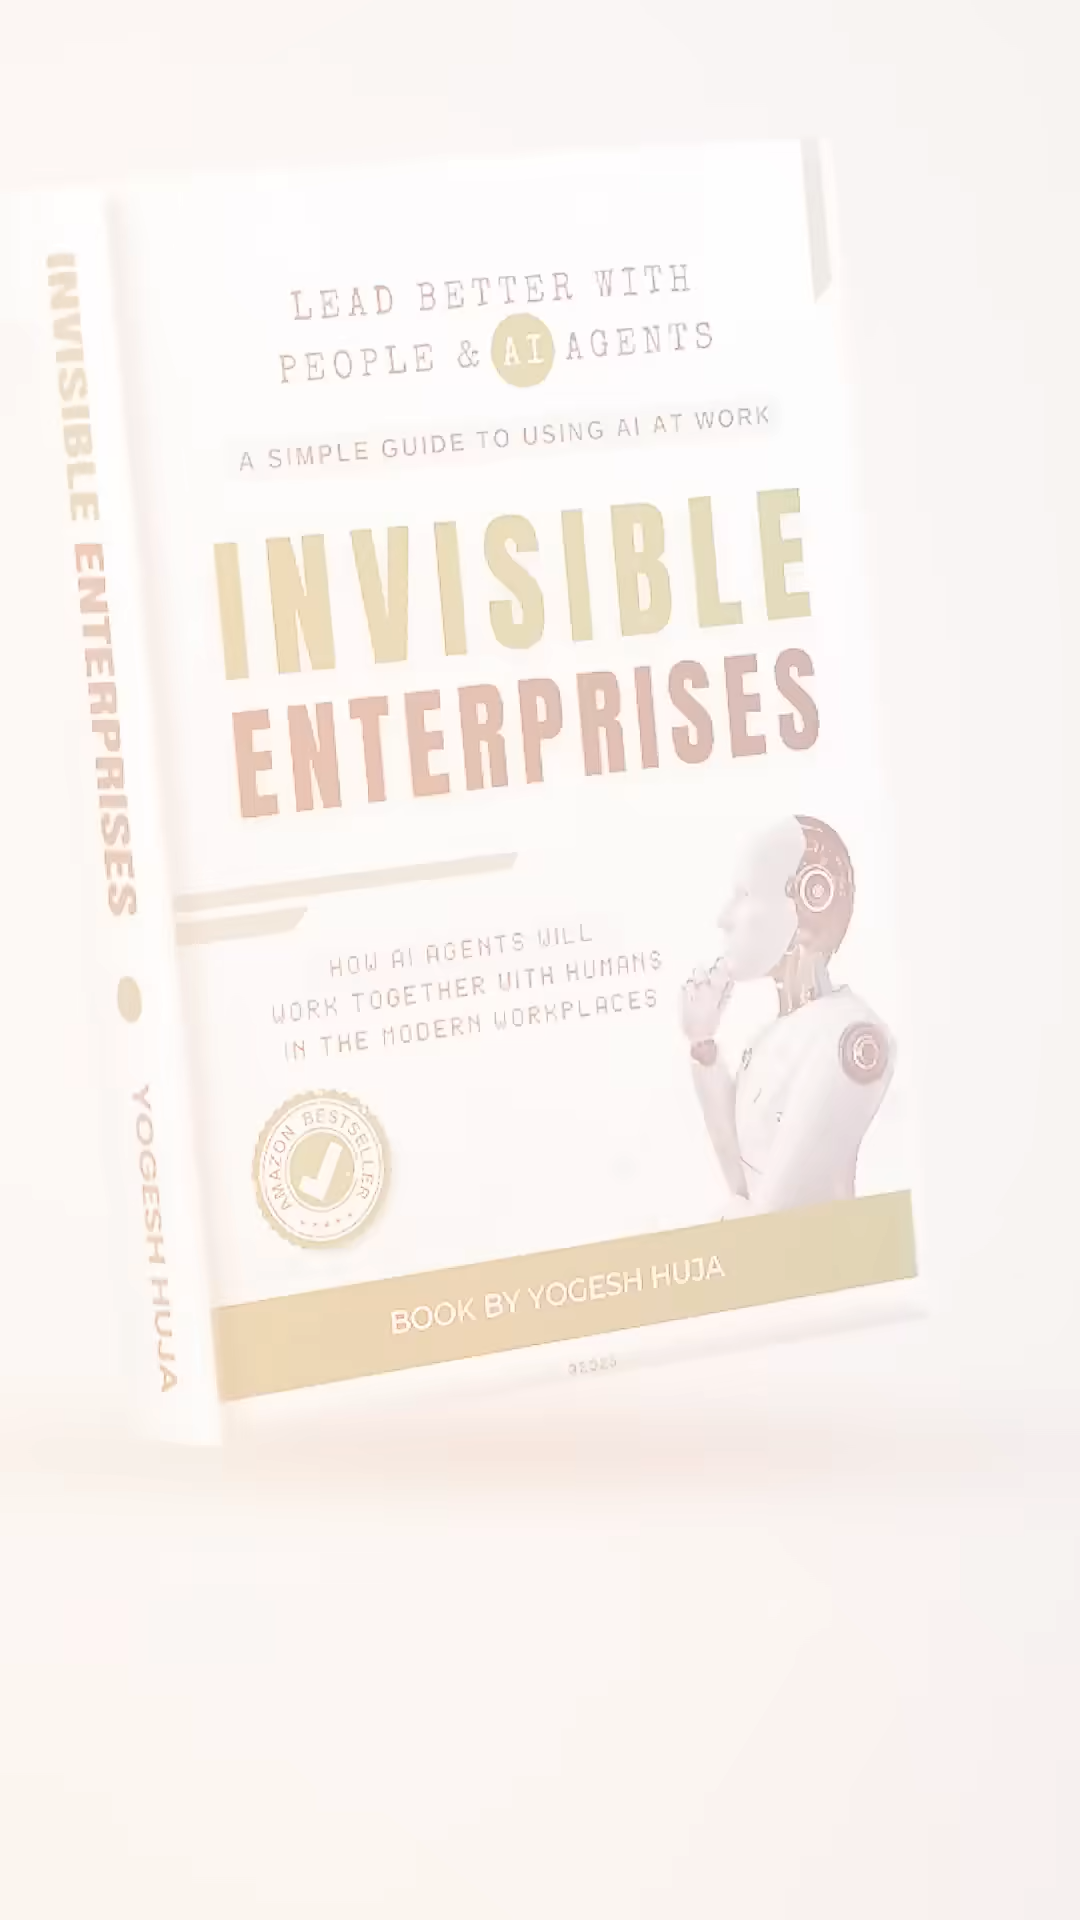 LEAD BETTER WITH
PEOPLE & AI AGENTS
A SIMPLE GUIDE TO USING AI AT WORK
INVISIBLE
ENTERPRISES
HOW AI AGENTS WILL
WORK TOGETHER WITH HUMANS
IN THE MODERN WORKPLACES
AMAZON BESTSELLER
BOOK BY YOGESH HUJA
INVISIBLE ENTERPRISES
YOGESH HUJA